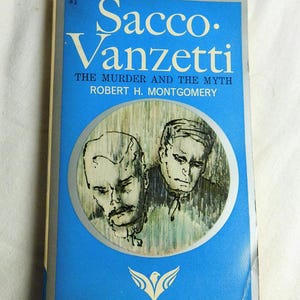 Sacco·
Vanzetti
THE MURDER AND THE MYTH
ROBERT H. MONTGOMERY